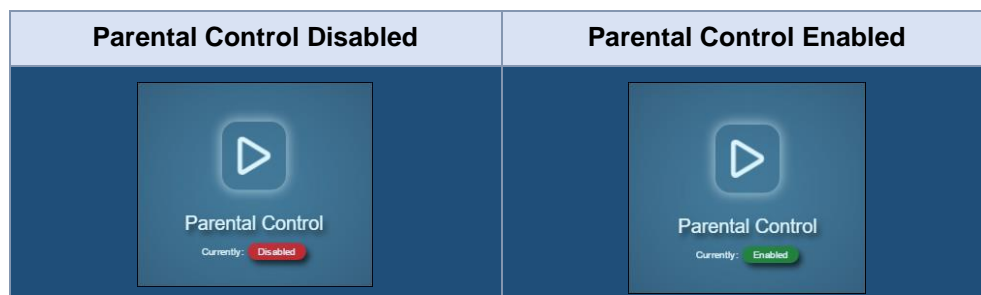 Parental Control Disabled
Parental Control Enabled
Parental Control
Currently: Disabled
Parental Control
Currently: Enabled